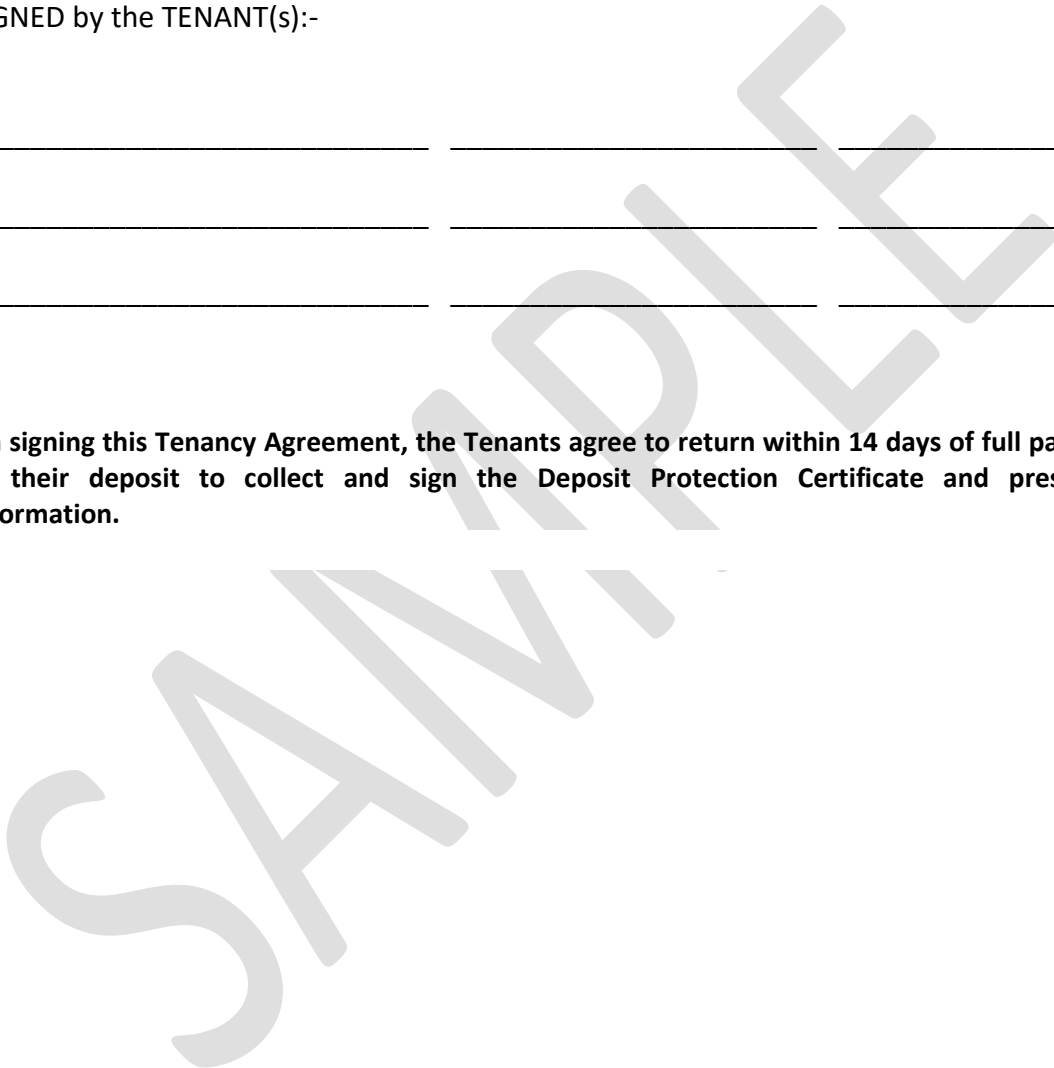 GNED by the TENANT(s):-
signing this Tenancy Agreement, the Tenants agree to return within 14 days of full pa
their deposit to collect and sign the Deposit Protection Certificate and pres
ormation.
SAMPLE